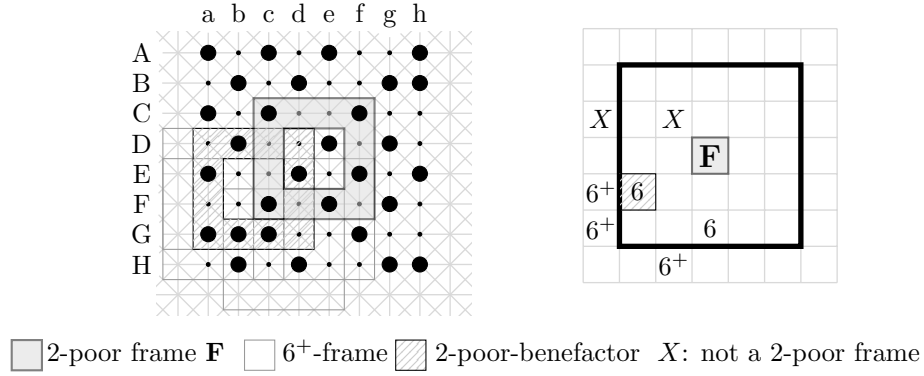 a b c d e f g h
A
B
C
D
E
F
G
H
X X
F
6⁺ 6
6⁺ 6
6⁺
2-poor frame F 6⁺-frame 2-poor-benefactor X: not a 2-poor frame